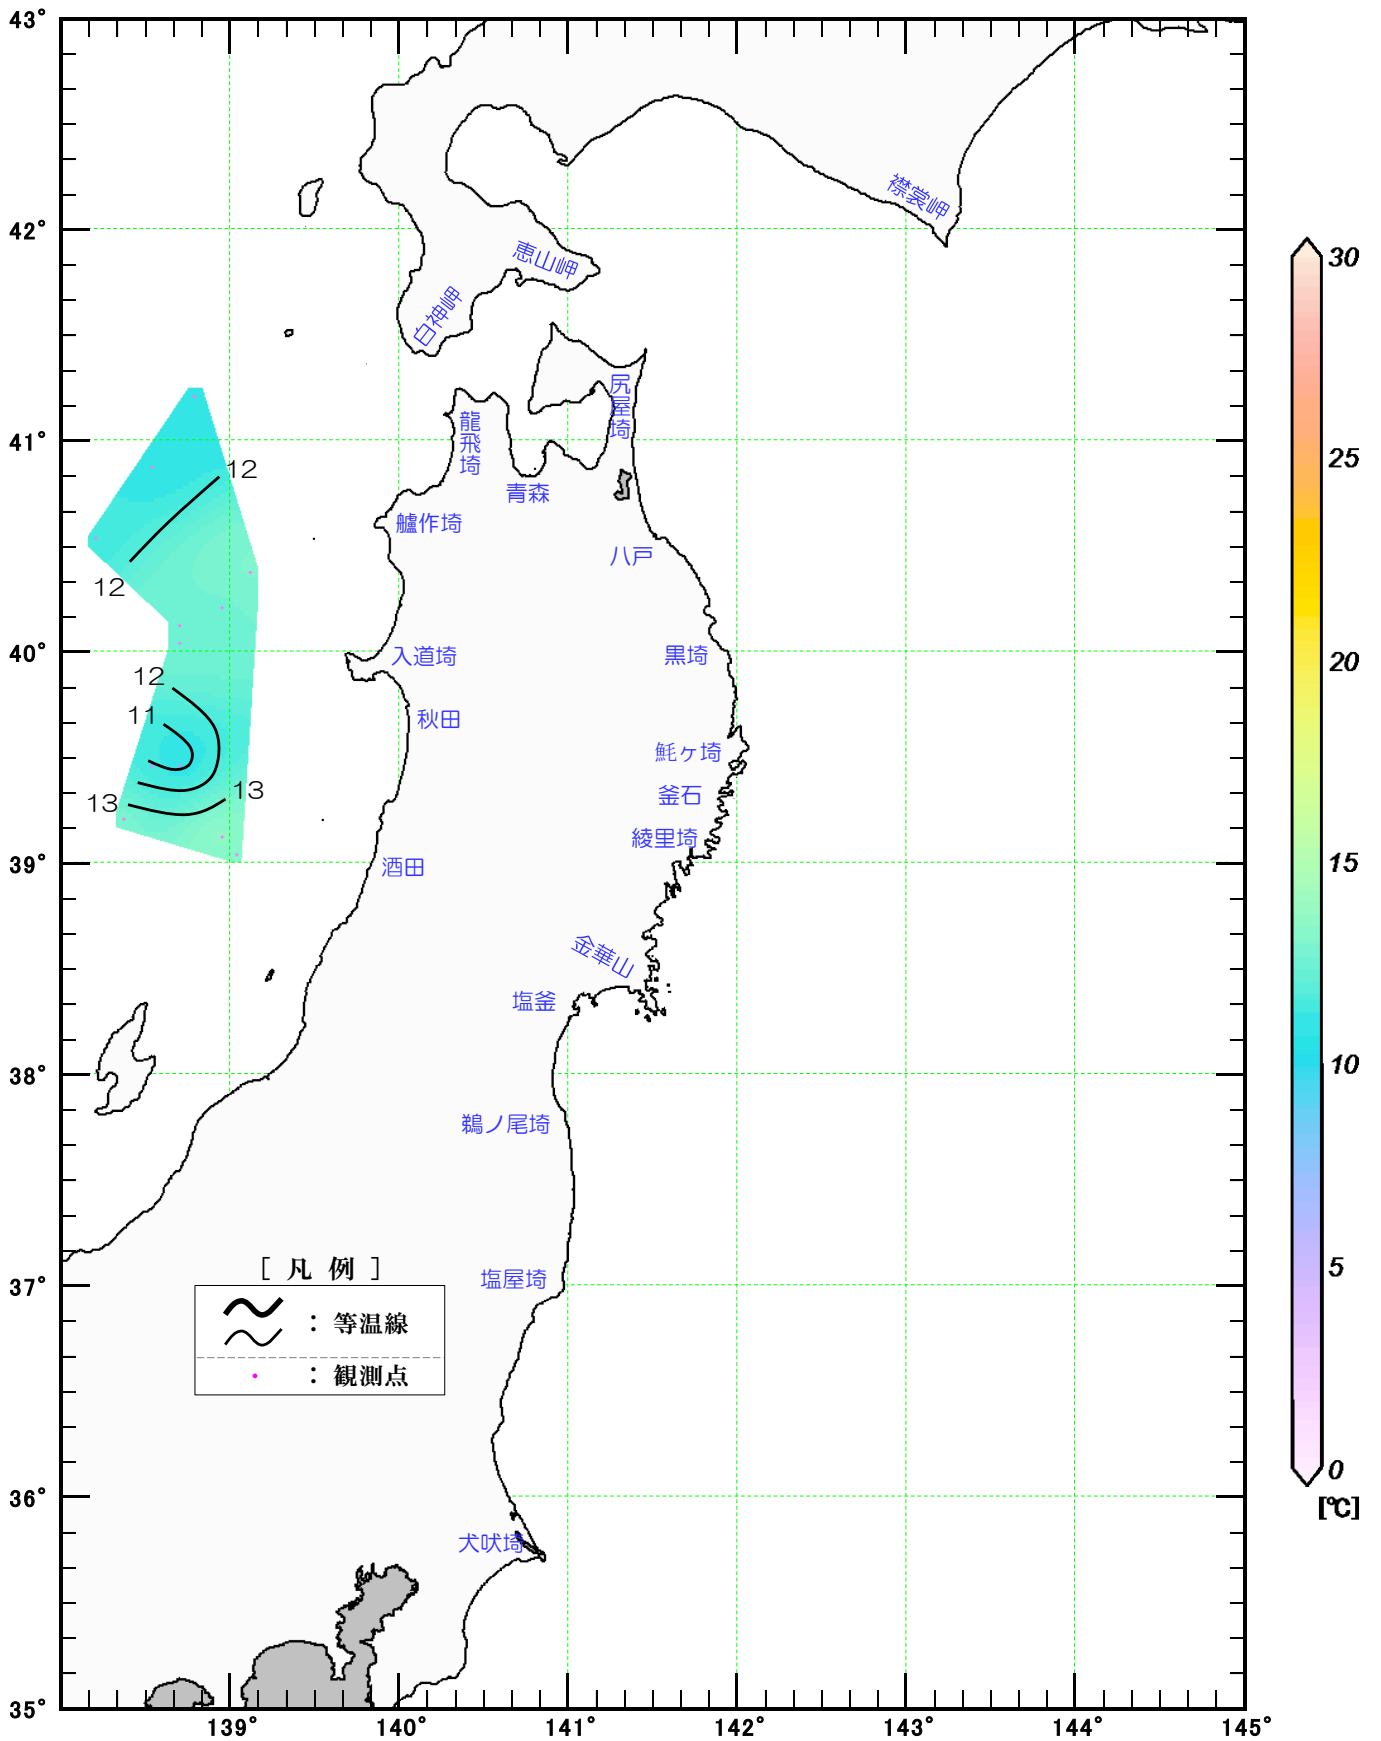 43°
襟裳岬
42°
恵山岬
30
白神岬
尻屋埼
龍飛埼
41°
12
25
青森
艫作埼
八戸
12
40°
入道埼
黒埼
20
12
11
秋田
魹ヶ埼
13
13
釜石
綾里埼
39°
酒田
15
金華山
塩釜
38°
10
鵜ノ尾埼
5
[ 凡 例 ]
37°
塩屋埼
：等温線
：観測点
0
36°
[℃]
犬吠埼
35°
139° 140° 141° 142° 143° 144° 145°